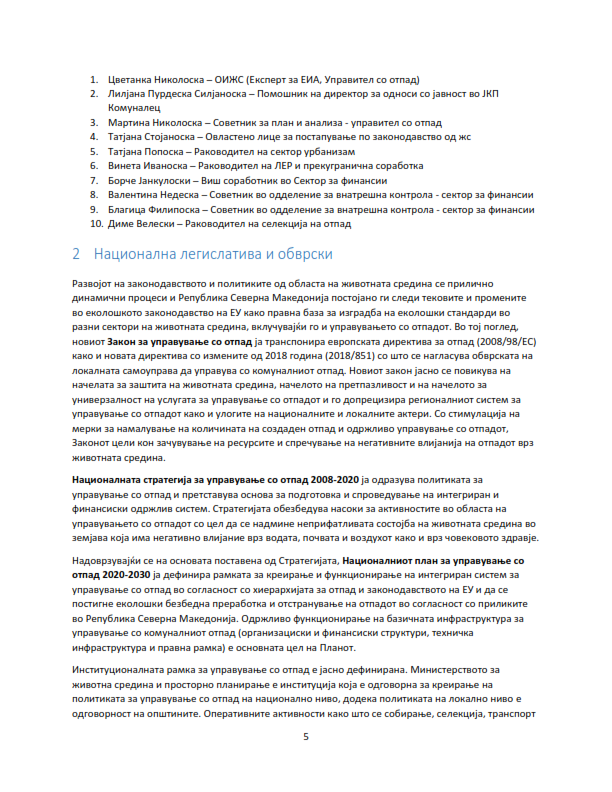 1. Цветанка Николоска – ОИЖС (Експерт за ЕИА, Управител со отпад)
2. Лилјана Пурдеска Силјаноска – Помошник на директор за односи со јавност во ЈКП
Комуналец
3. Мартина Николоска – Советник за план и анализа - управител со отпад
4. Татјана Стојаноска – Овластено лице за постапување по законодавство од жс
5. Татјана Попоска – Раководител на сектор урбанизам
6. Винета Иваноска – Раководител на ЛЕР и прекугранична соработка
7. Борче Јанкулоски – Виш соработник во Сектор за финансии
8. Валентина Недеска – Советник во одделение за внатрешна контрола - сектор за финансии
9. Благица Филипоска – Советник во одделение за внатрешна контрола - сектор за финансии
10. Диме Велески – Раководител на селекција на отпад
2 Национална легислатива и обврски
Развојот на законодавството и политиките од областа на животната средина се прилично
динамични процеси и Република Северна Македонија постојано ги следи тековите и промените
во еколошкото законодавство на ЕУ како правна база за изградба на еколошки стандарди во
разни сектори на животната средина, вклучувајќи го и управувањето со отпадот. Во тој поглед,
новиот Закон за управување со отпад ја транспонира европската директива за отпад (2008/98/ЕС)
како и новата директива со измените од 2018 година (2018/851) со што се нагласува обврската на
локалната самоуправа да управува со комуналниот отпад. Новиот закон јасно се повикува на
начелата за заштита на животната средина, начелото на претпазливост и на начелото за
универзалност на услугата за управување со отпадот и го допрецизира регионалниот систем за
управување со отпадот како и улогите на националните и локалните актери. Со стимулација на
мерки за намалување на количината на создаден отпад и одржливо управување со отпадот,
Законот цели кон зачувување на ресурсите и спречување на негативните влијанија на отпадот врз
животната средина.
Националната стратегија за управување со отпад 2008-2020 ја одразува политиката за
управување со отпад и претставува основа за подготовка и спроведување на интегриран и
финансиски одржлив систем. Стратегијата обезбедува насоки за активностите во областа на
управувањето со отпадот со цел да се надмине неприфатливата состојба на животната средина во
земјава која има негативно влијание врз водата, почвата и воздухот како и врз човековото здравје.
Надоврзувајќи се на основата поставена од Стратегијата, Националниот план за управување со
отпад 2020-2030 ја дефинира рамката за креирање и функционирање на интегриран систем за
управување со отпад во согласност со хиерархијата за отпад и законодавството на ЕУ и да се
постигне еколошки безбедна преработка и отстранување на отпадот во согласност со приликите
во Република Северна Македонија. Одржливо функционирање на базичната инфраструктура за
управување со комуналниот отпад (организациски и финансиски структури, техничка
инфраструктура и правна рамка) е основната цел на Планот.
Институционалната рамка за управување со отпад е јасно дефинирана. Министерството за
животна средина и просторно планирање е институција која е одговорна за креирање на
политиката за управување со отпад на национално ниво, додека политиката на локално ниво е
одговорност на општините. Оперативните активности како што се собирање, селекција, транспорт
5